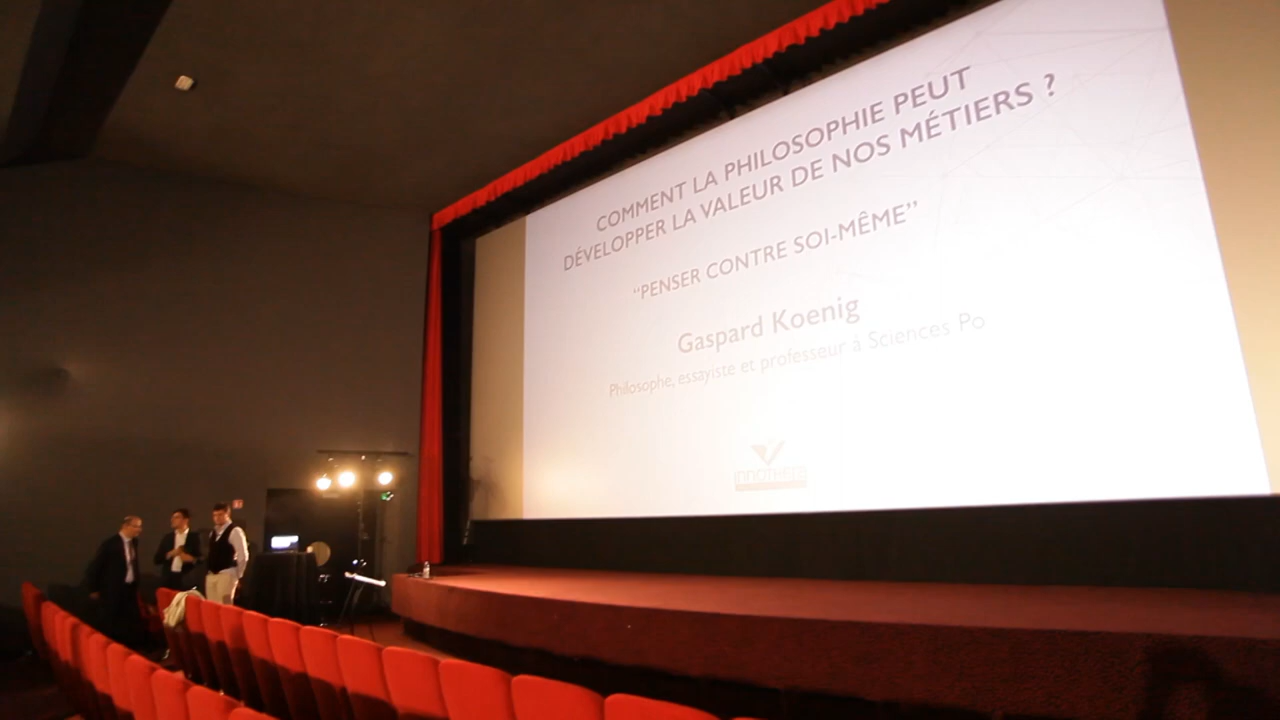 COMMENT LA PHILOSOPHIE PEUT
DÉVELOPPER LA VALEUR DE NOS MÉTIERS ?
“PENSER CONTRE SOI-MÊME”
Gaspard Koenig
Philosophe, essayiste et professeur à Sciences Po